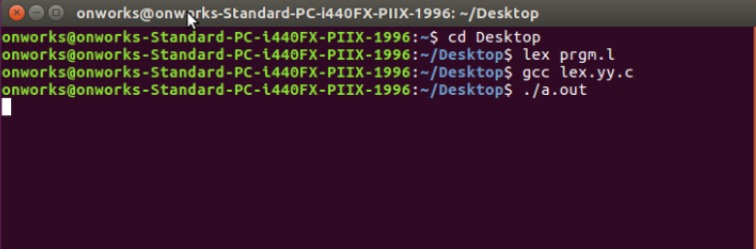 onworks@onworks-Standard-PC-i440FX-PIIX-1996: ~/Desktop
onworks@onworks-Standard-PC-i440FX-PIIX-1996:~$ cd Desktop
onworks@onworks-Standard-PC-i440FX-PIIX-1996:~/Desktop$ lex prgm.l
onworks@onworks-Standard-PC-i440FX-PIIX-1996:~/Desktop$ gcc lex.yy.c
onworks@onworks-Standard-PC-i440FX-PIIX-1996:~/Desktop$ ./a.out